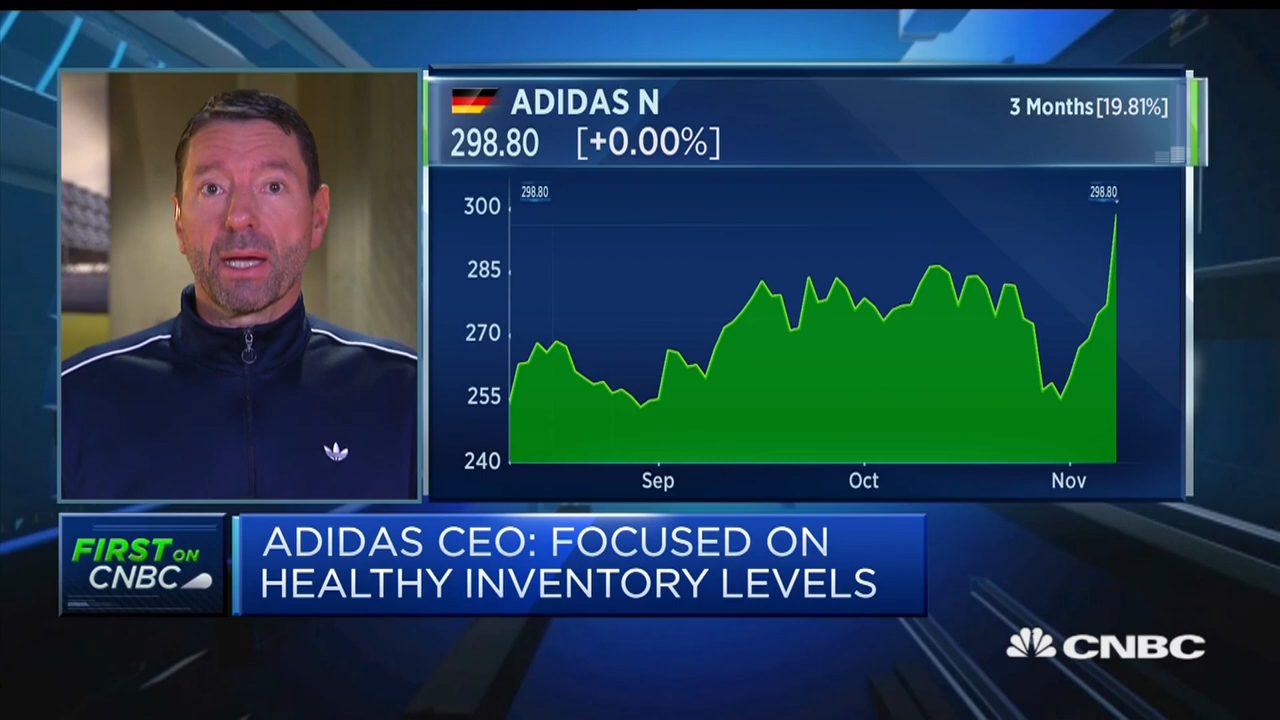 ADIDAS N
298.80 [+0.00%]
3 Months[19.81%]
298.80
298.80
300
285
270
255
240
Sep Oct Nov
FIRST ON
CNBC
ADIDAS CEO: FOCUSED ON
HEALTHY INVENTORY LEVELS
CNBC